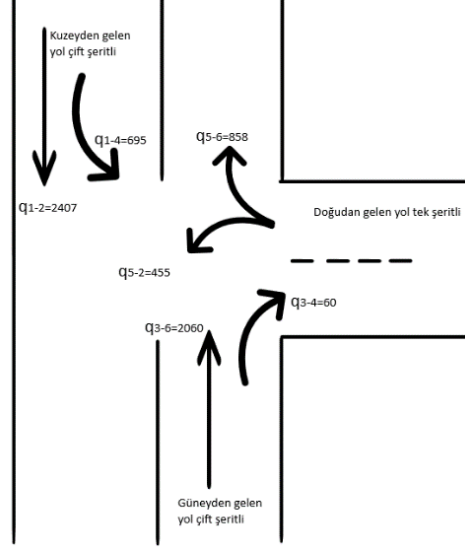 Kuzeyden gelen
yol çift şeritli
q1-4=695
q5-6=858
q1-2=2407
Doğudan gelen yol tek şeritli
q5-2=455
q3-4=60
q3-6=2060
Güneyden gelen
yol çift şeritli